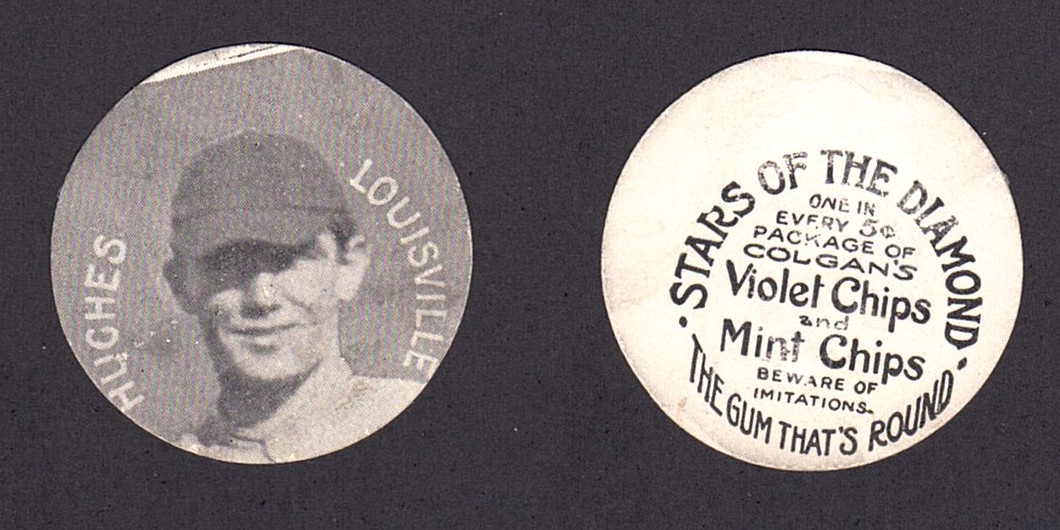 HUGHES
LOUISVILLE
• STARS OF THE DIAMOND •
ONE IN
EVERY 5¢
PACKAGE OF
COLGAN'S
Violet Chips
and
Mint Chips
BEWARE OF
IMITATIONS.
THE GUM THAT'S ROUND